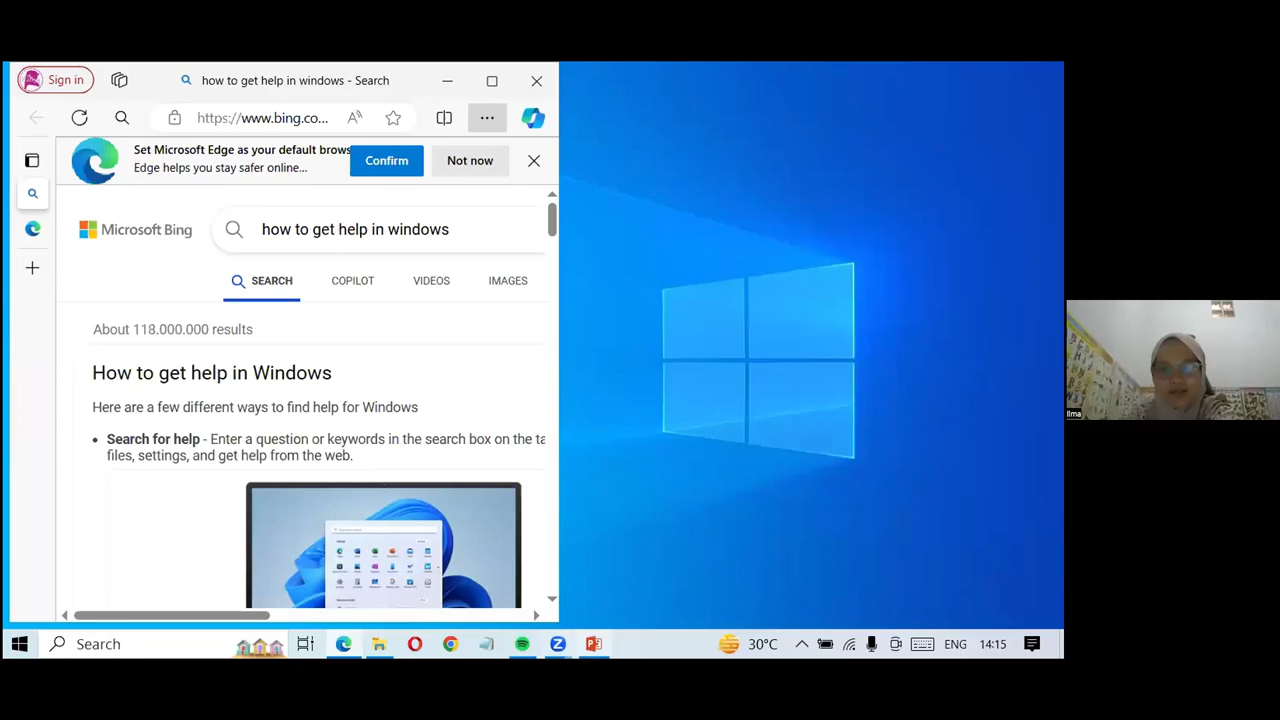 Sign in
how to get help in windows - Search
https://www.bing.co...
Set Microsoft Edge as your default brows
Edge helps you stay safer online...
Confirm
Not now
Microsoft Bing
how to get help in windows
SEARCH
COPILOT
VIDEOS
IMAGES
About 118.000.000 results
How to get help in Windows
Here are a few different ways to find help for Windows
• Search for help - Enter a question or keywords in the search box on the ta
files, settings, and get help from the web.
Ilma
Search
30°C
ENG
14:15